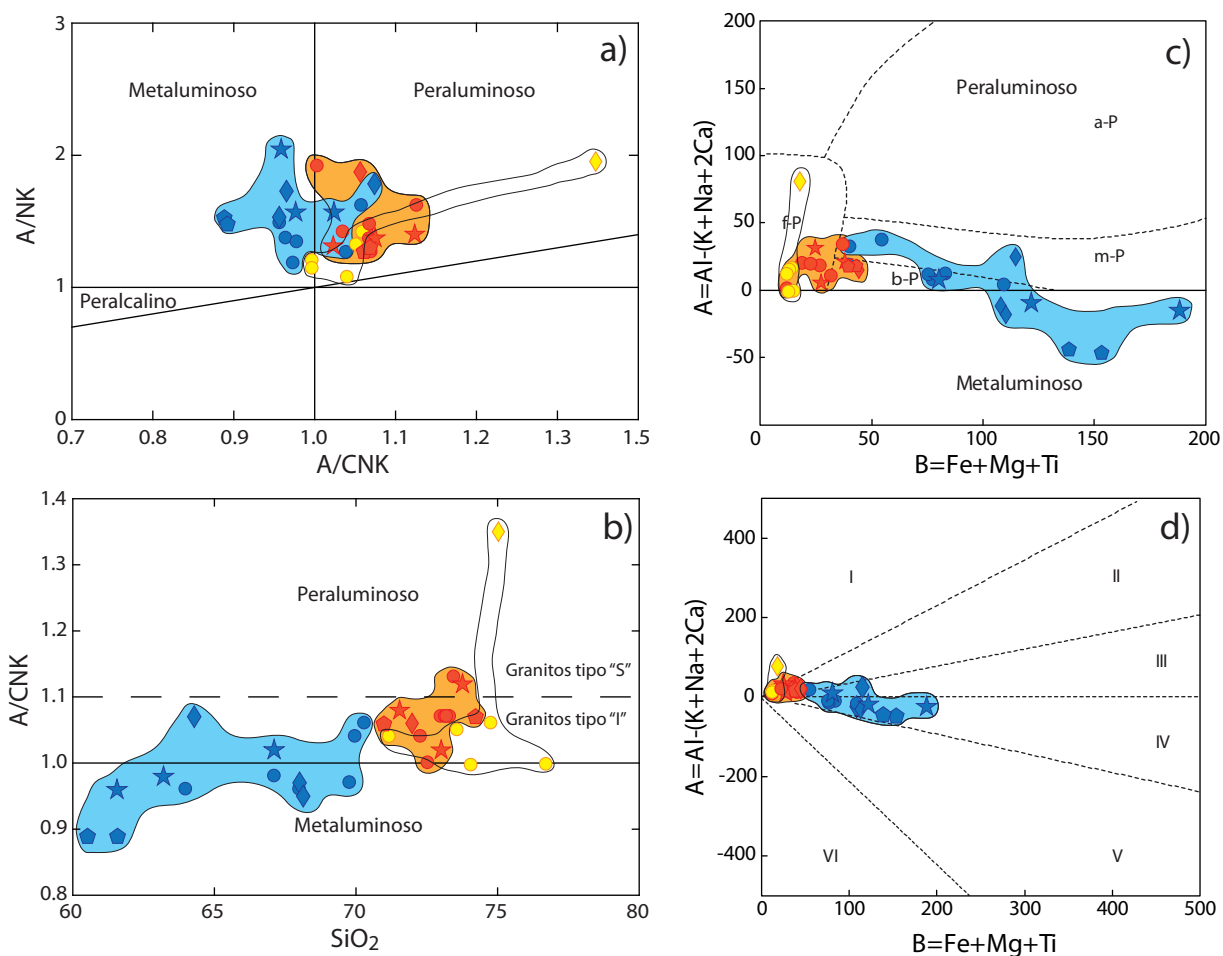 a)
3
2
1
0
Metaluminoso
Peraluminoso
Peralcalino
A/NK
0.7
0.8
0.9
1.0
1.1
1.2
1.3
1.4
1.5
A/CNK
c)
200
150
100
50
0
-50
Peraluminoso
a-P
f-P
m-P
b-P
Metaluminoso
A=Al-(K+Na+2Ca)
0
50
100
150
200
B=Fe+Mg+Ti
b)
1.4
1.3
1.2
1.1
1.0
0.9
0.8
Peraluminoso
Granitos tipo “S”
Granitos tipo “I”
Metaluminoso
A/CNK
60
65
70
75
80
SiO2
d)
400
200
0
-200
-400
I
II
III
IV
V
VI
A=Al-(K+Na+2Ca)
0
100
200
300
400
500
B=Fe+Mg+Ti